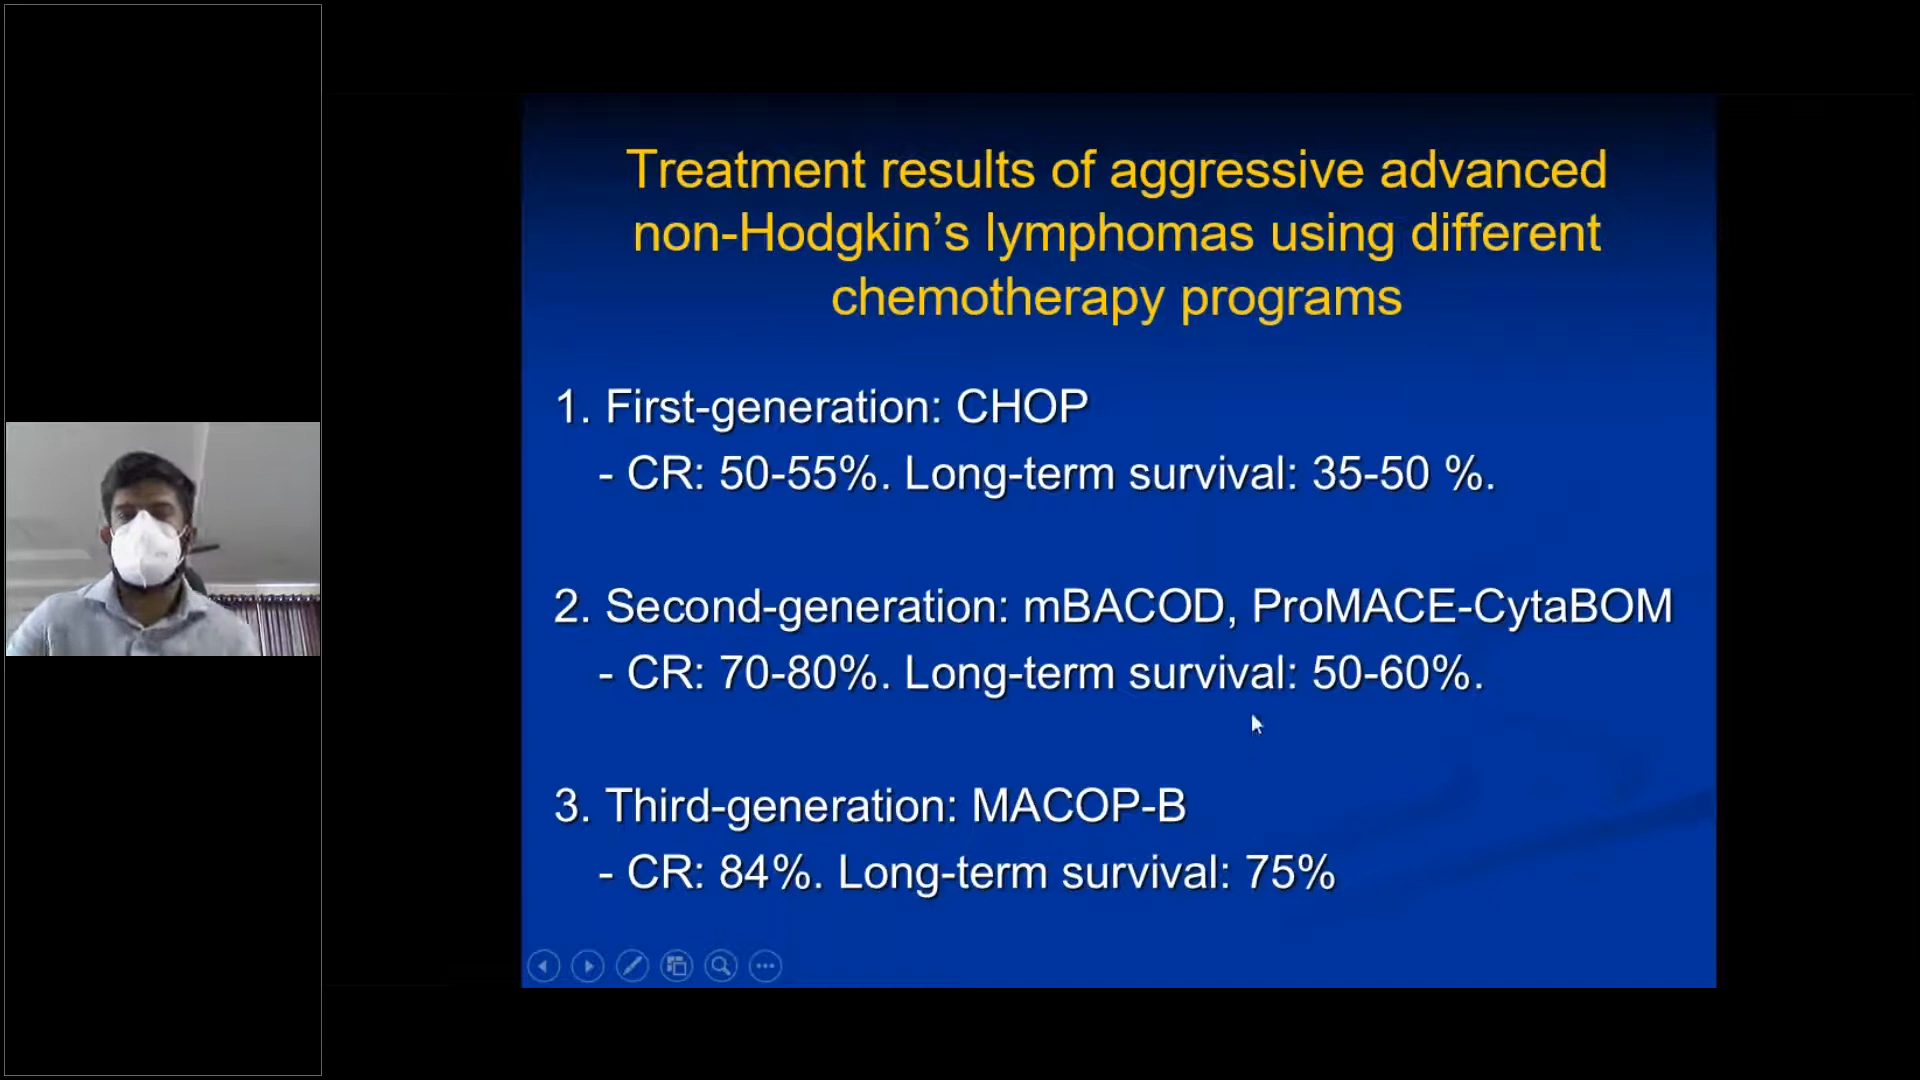 Treatment results of aggressive advanced
non-Hodgkin’s lymphomas using different
chemotherapy programs
1. First-generation: CHOP
- CR: 50-55%. Long-term survival: 35-50 %.
2. Second-generation: mBACOD, ProMACE-CytaBOM
- CR: 70-80%. Long-term survival: 50-60%.
3. Third-generation: MACOP-B
- CR: 84%. Long-term survival: 75%